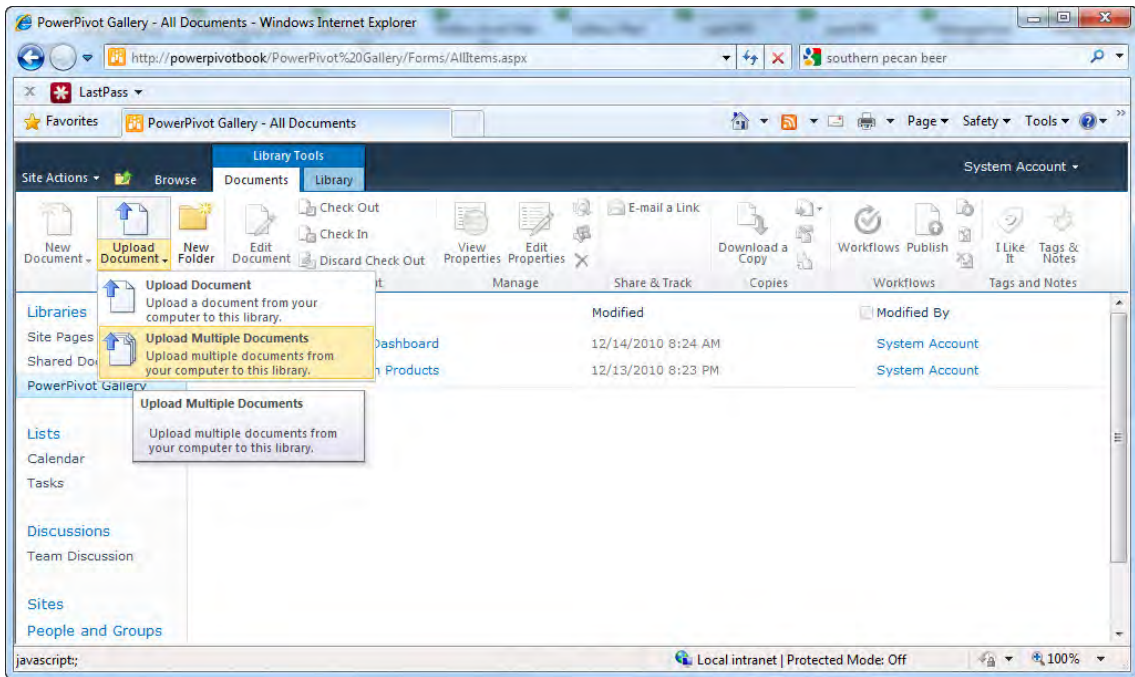 PowerPivot Gallery - All Documents - Windows Internet Explorer
http://powerpivotbook/PowerPivot%20Gallery/Forms/AllItems.aspx
southern pecan beer
LastPass
Favorites
PowerPivot Gallery - All Documents
Page Safety Tools
Library Tools
System Account
Site Actions Browse Documents Library
New Document
Upload Document
New Folder
Edit Document
Check Out
Check In
Discard Check Out
View Properties
Edit Properties
E-mail a Link
Download a Copy
Workflows
Publish
I Like It
Tags & Notes
Manage
Share & Track
Copies
Workflows
Tags and Notes
Upload Document
Upload a document from your
computer to this library.
Upload Multiple Documents
Upload multiple documents from
your computer to this library.
Upload Multiple Documents
Upload multiple documents from
your computer to this library.
Libraries
Site Pages
Shared
PowerPivot Gallery
Lists
Calendar
Tasks
Discussions
Team Discussion
Sites
People and Groups
Modified
Modified By
Dashboard
12/14/2010 8:24 AM
System Account
Products
12/13/2010 8:23 PM
System Account
javascript:;
Local intranet | Protected Mode: Off
100%